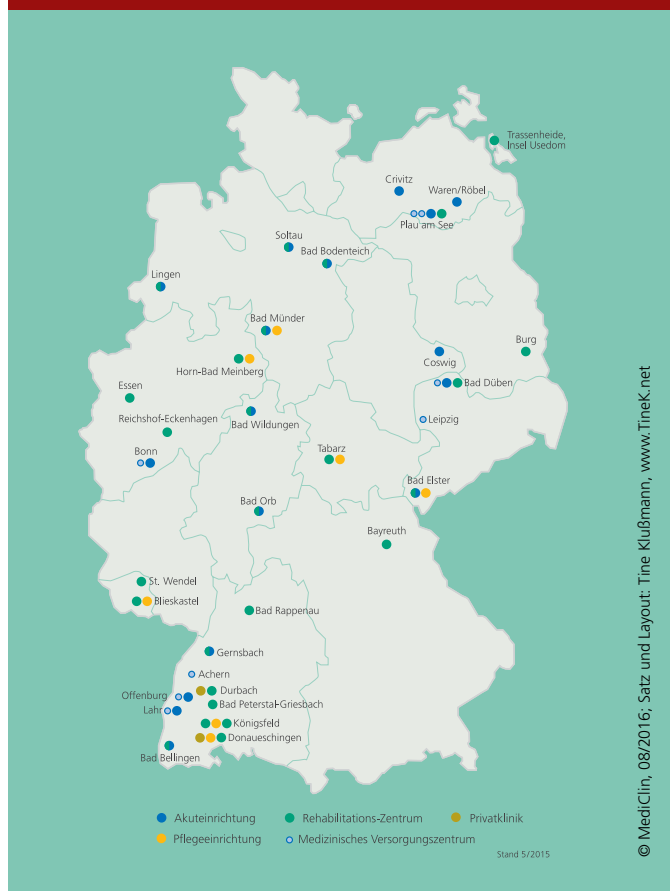 Trassenheide,
Insel Usedom
Crivitz
Waren/Röbel
Plau am See
Soltau
Bad Bodenteich
Lingen
Bad Münder
Burg
Coswig
Horn-Bad Meinberg
Bad Düben
Essen
Reichshof-Eckenhagen
Bad Wildungen
Leipzig
Bonn
Tabarz
Bad Elster
Bad Orb
Bayreuth
St. Wendel
Blieskastel
Bad Rappenau
Gernsbach
Achern
Durbach
Offenburg
Bad Peterstal-Griesbach
Lahr
Königsfeld
Donaueschingen
Bad Bellingen
Akuteinrichtung
Rehabilitations-Zentrum
Privatklinik
Pflegeeinrichtung
Medizinisches Versorgungszentrum
Stand 5/2015
© MediClin, 08/2016; Satz und Layout: Tine Klußmann, www.TineK.net